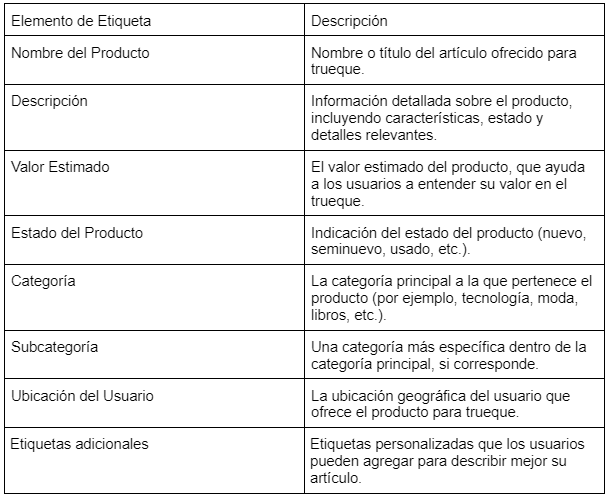 Elemento de Etiqueta
Descripción
Nombre del Producto
Nombre o título del artículo ofrecido para
trueque.
Descripción
Información detallada sobre el producto,
incluyendo características, estado y
detalles relevantes.
Valor Estimado
El valor estimado del producto, que ayuda
a los usuarios a entender su valor en el
trueque.
Estado del Producto
Indicación del estado del producto (nuevo,
seminuevo, usado, etc.).
Categoría
La categoría principal a la que pertenece el
producto (por ejemplo, tecnología, moda,
libros, etc.).
Subcategoría
Una categoría más específica dentro de la
categoría principal, si corresponde.
Ubicación del Usuario
La ubicación geográfica del usuario que
ofrece el producto para trueque.
Etiquetas adicionales
Etiquetas personalizadas que los usuarios
pueden agregar para describir mejor su
artículo.